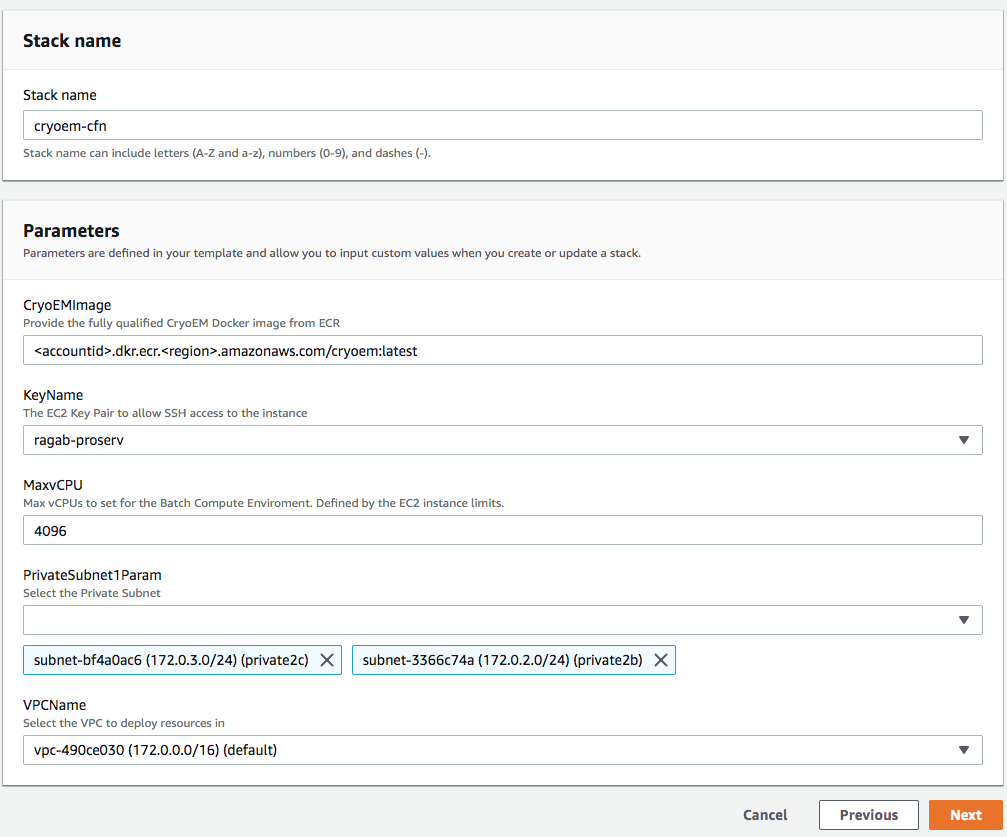 Stack name
Stack name
cryoem-cfn
Stack name can include letters (A-Z and a-z), numbers (0-9), and dashes (-).
Parameters
Parameters are defined in your template and allow you to input custom values when you create or update a stack.
CryoEMImage
Provide the fully qualified CryoEM Docker image from ECR
<accountid>.dkr.ecr.<region>.amazonaws.com/cryoem:latest
KeyName
The EC2 Key Pair to allow SSH access to the instance
ragab-proserv
MaxvCPU
Max vCPUs to set for the Batch Compute Enviroment. Defined by the EC2 instance limits.
4096
PrivateSubnet1Param
Select the Private Subnet
subnet-bf4a0ac6 (172.0.3.0/24) (private2c) subnet-3366c74a (172.0.2.0/24) (private2b)
VPCName
Select the VPC to deploy resources in
vpc-490ce030 (172.0.0.0/16) (default)
Cancel Previous Next